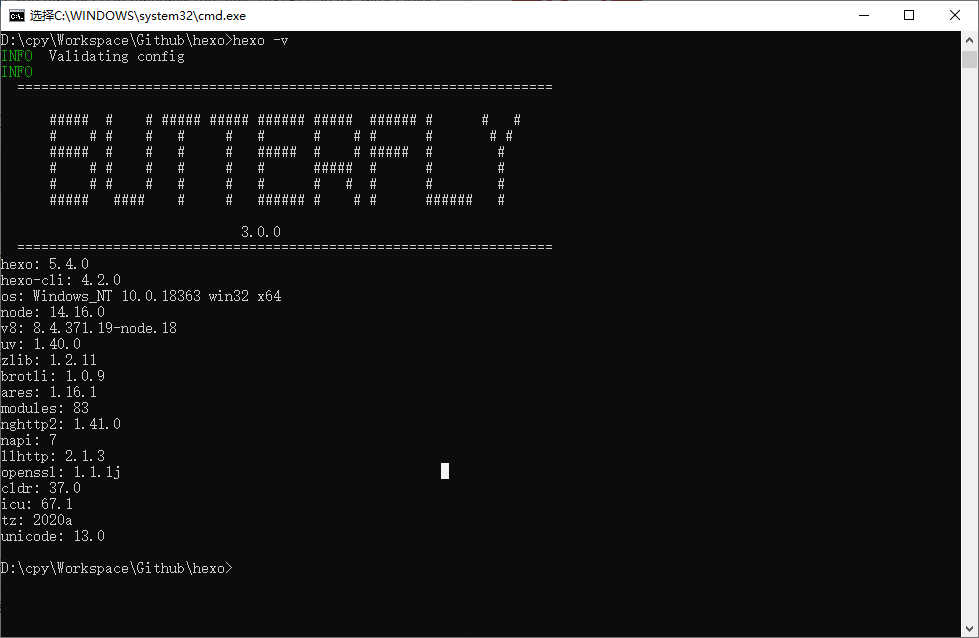 选择C:\WINDOWS\system32\cmd.exe
D:\cpy\Workspace\Github\hexo>hexo -v
INFO  Validating config
INFO
  ===================================================================
      #####  #    # ##### ##### ###### #####  ###### #      #   #
      #    # #    #   #     #   #      #    # #      #       # #
      #####  #    #   #     #   #####  #    # #####  #        #
      #    # #    #   #     #   #      #####  #      #        #
      #    # #    #   #     #   #      #   #  #      #        #
      #####   ####    #     #   ###### #    # #      ######   #
                              3.0.0
  ===================================================================
hexo: 5.4.0
hexo-cli: 4.2.0
os: Windows_NT 10.0.18363 win32 x64
node: 14.16.0
v8: 8.4.371.19-node.18
uv: 1.40.0
zlib: 1.2.11
brotli: 1.0.9
ares: 1.16.1
modules: 83
nghttp2: 1.41.0
napi: 7
llhttp: 2.1.3
openssl: 1.1.1j
cldr: 37.0
icu: 67.1
tz: 2020a
unicode: 13.0
D:\cpy\Workspace\Github\hexo>